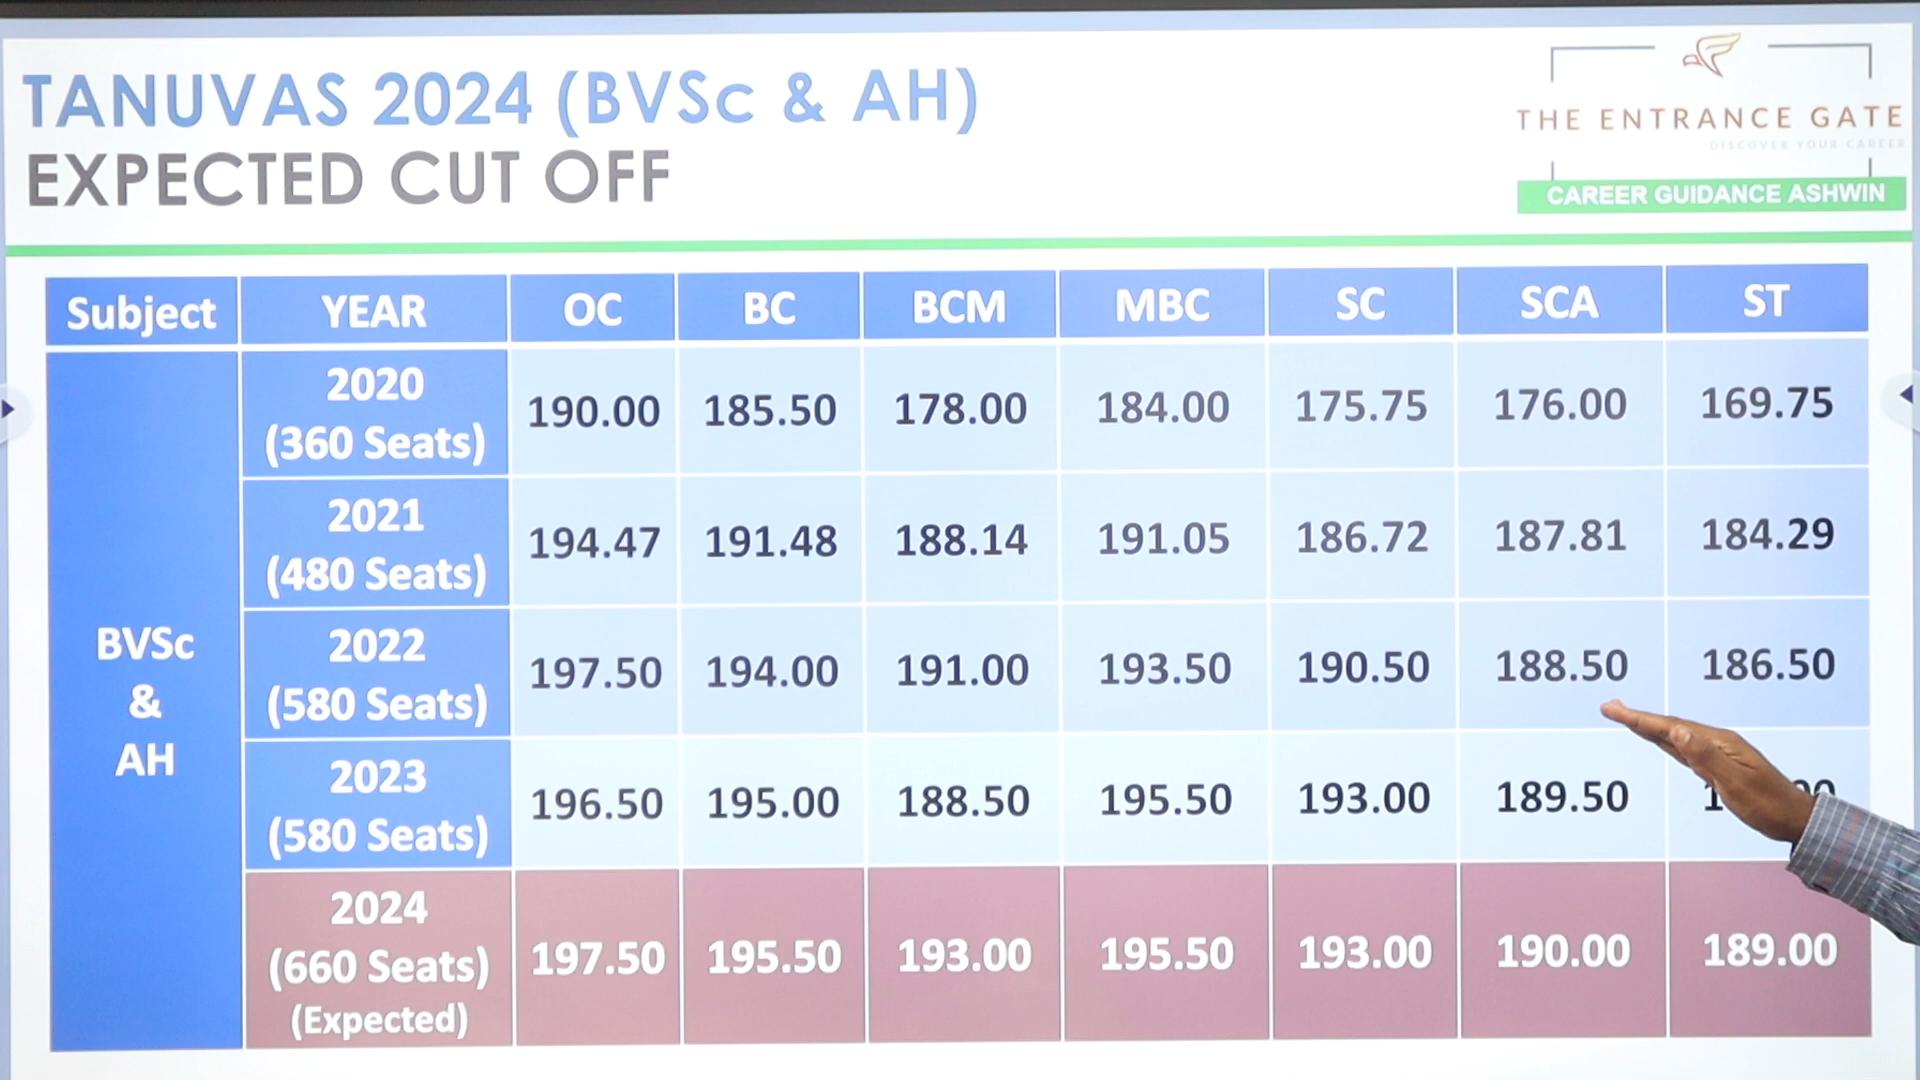 TANUVAS 2024 (BVSc & AH)
EXPECTED CUT OFF
THE ENTRANCE GATE
DISCOVER YOUR CAREER
CAREER GUIDANCE ASHWIN
Subject YEAR OC BC BCM MBC SC SCA ST
BVSc
&
AH
2020
(360 Seats)
190.00 185.50 178.00 184.00 175.75 176.00 169.75
2021
(480 Seats)
194.47 191.48 188.14 191.05 186.72 187.81 184.29
2022
(580 Seats)
197.50 194.00 191.00 193.50 190.50 188.50 186.50
2023
(580 Seats)
196.50 195.00 188.50 195.50 193.00 189.50
2024
(660 Seats)
(Expected)
197.50 195.50 193.00 195.50 193.00 190.00 189.00